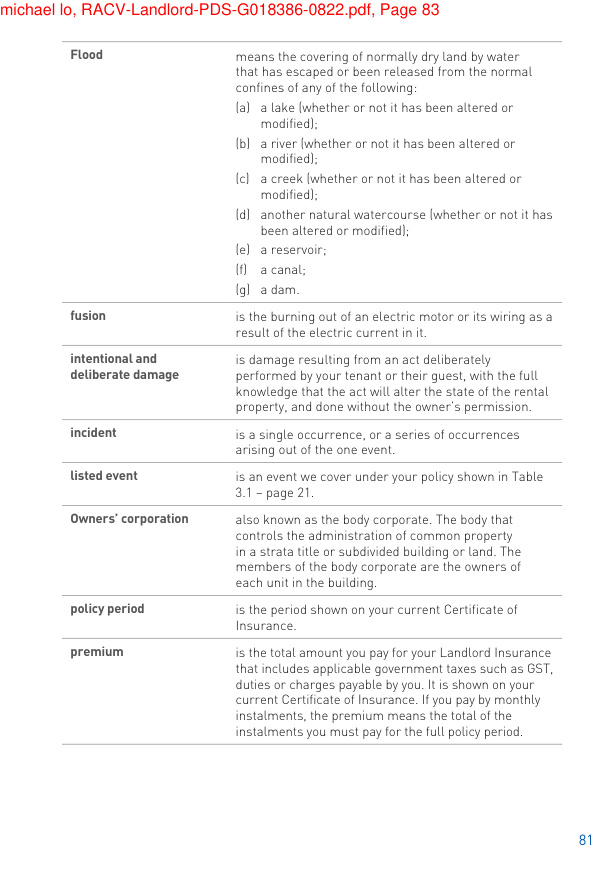 michael lo, RACV-Landlord-PDS-G018386-0822.pdf, Page 83
Flood
means the covering of normally dry land by water
that has escaped or been released from the normal
confines of any of the following:
(a) a lake (whether or not it has been altered or
modified);
(b) a river (whether or not it has been altered or
modified);
(c) a creek (whether or not it has been altered or
modified);
(d) another natural watercourse (whether or not it has
been altered or modified);
(e) a reservoir;
(f) a canal;
(g) a dam.
fusion
is the burning out of an electric motor or its wiring as a
result of the electric current in it.
intentional and
deliberate damage
is damage resulting from an act deliberately
performed by your tenant or their guest, with the full
knowledge that the act will alter the state of the rental
property, and done without the owner's permission.
incident
is a single occurrence, or a series of occurrences
arising out of the one event.
listed event
is an event we cover under your policy shown in Table
3.1 – page 21.
Owners' corporation
also known as the body corporate. The body that
controls the administration of common property
in a strata title or subdivided building or land. The
members of the body corporate are the owners of
each unit in the building.
policy period
is the period shown on your current Certificate of
Insurance.
premium
is the total amount you pay for your Landlord Insurance
that includes applicable government taxes such as GST,
duties or charges payable by you. It is shown on your
current Certificate of Insurance. If you pay by monthly
instalments, the premium means the total of the
instalments you must pay for the full policy period.
81